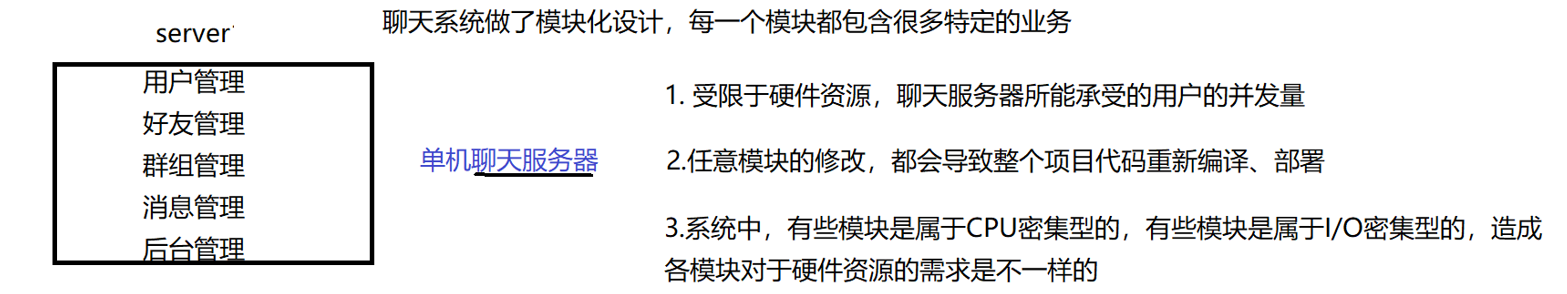 聊天系统做了模块化设计，每一个模块都包含很多特定的业务
server
用户管理
好友管理
群组管理
消息管理
后台管理
单机聊天服务器
1. 受限于硬件资源，聊天服务器所能承受的用户的并发量
2.任意模块的修改，都会导致整个项目代码重新编译、部署
3.系统中，有些模块是属于CPU密集型的，有些模块是属于I/O密集型的，造成
各模块对于硬件资源的需求是不一样的